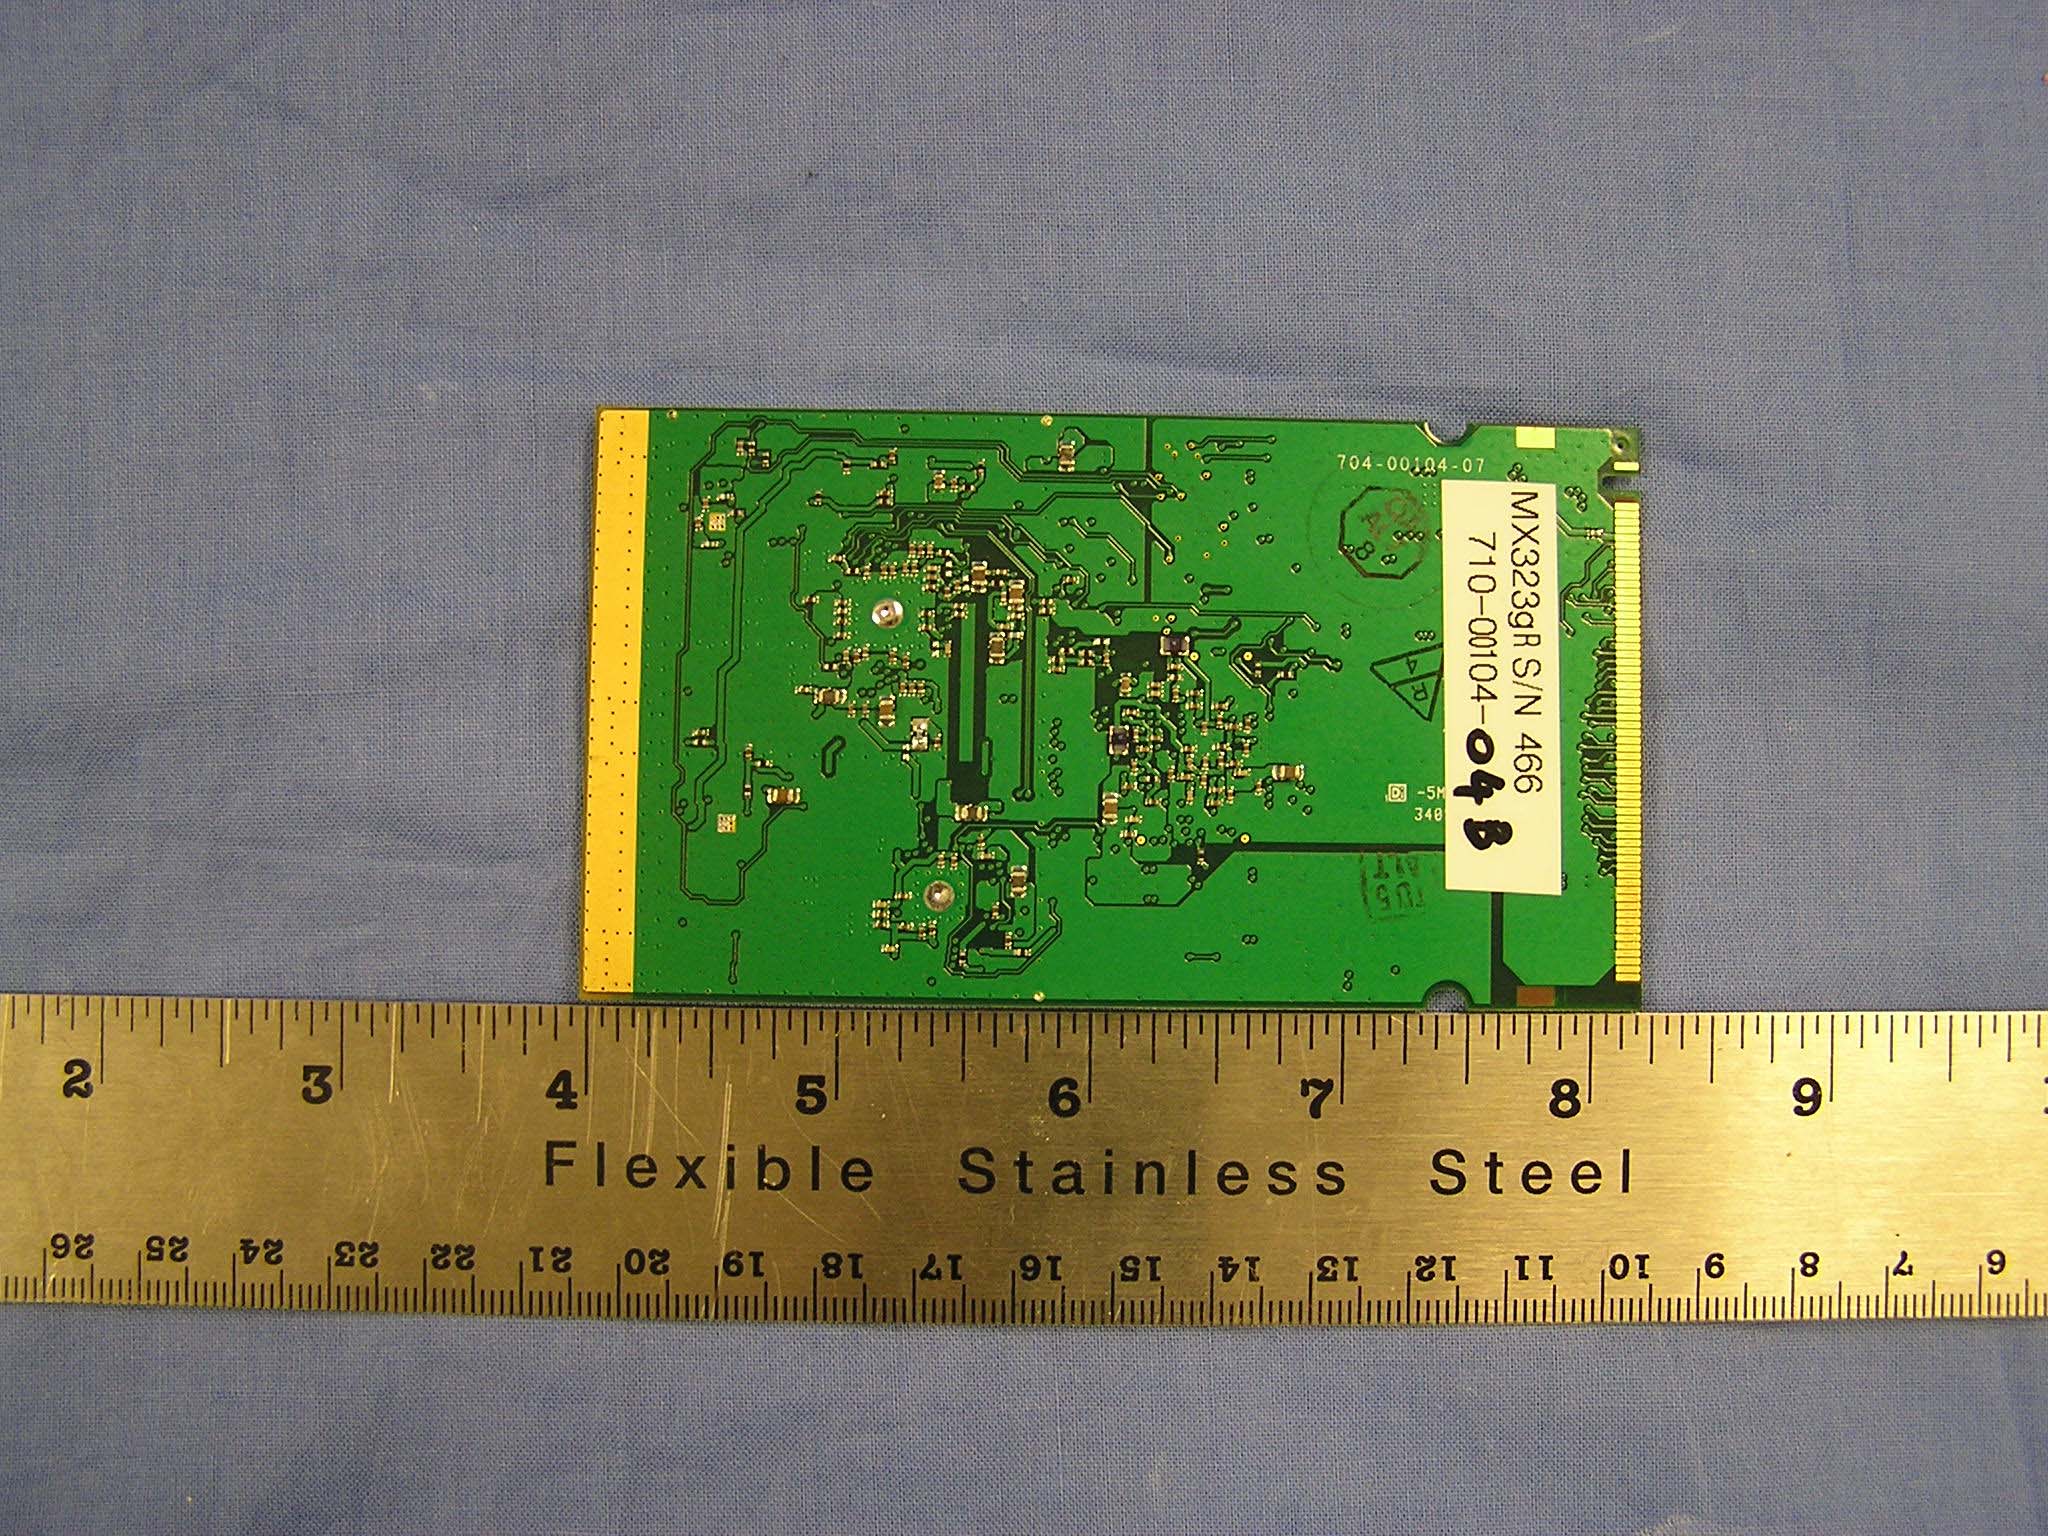 704-00104-07
MX323gR S/N 466
710-00104-04B
-5M
340
2 3 4 5 6 7 8 9
Flexible Stainless Steel
26 25 24 23 22 21 20 19 18 17 16 15 14 13 12 11 10 9 8 7 6